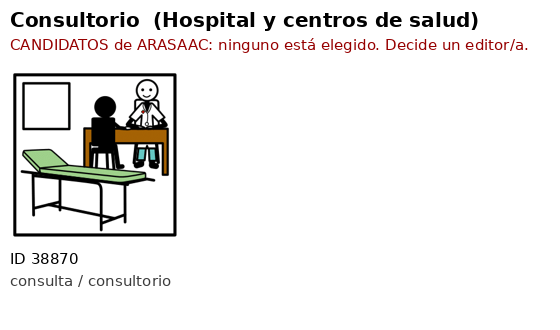 Consultorio (Hospital y centros de salud)
CANDIDATOS de ARASAAC: ninguno está elegido. Decide un editor/a.
ID 38870
consulta / consultorio